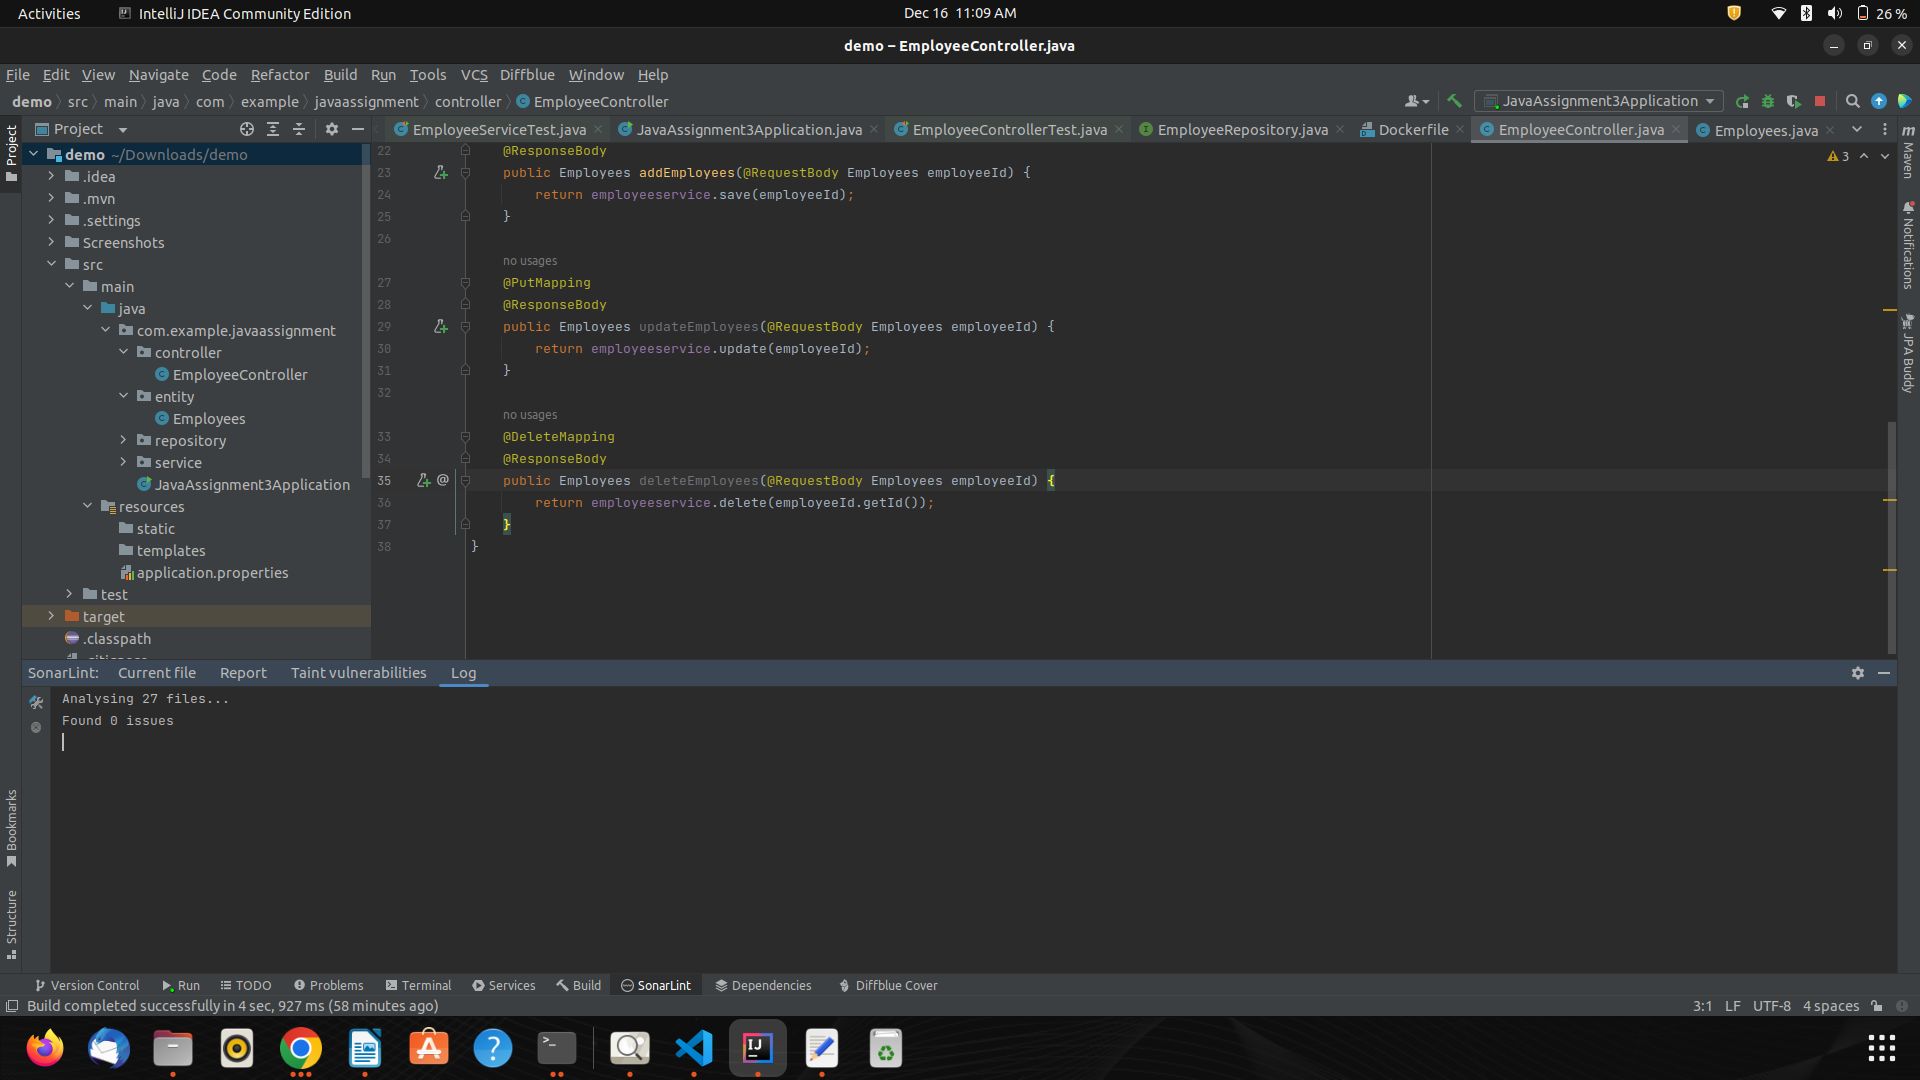 Activities
IntelliJ IDEA Community Edition
Dec 16 11:09 AM
26 %
demo – EmployeeController.java
File Edit View Navigate Code Refactor Build Run Tools VCS Diffblue Window Help
demo src main java com example javaassignment controller EmployeeController
JavaAssignment3Application
Project
EmployeeServiceTest.java JavaAssignment3Application.java EmployeeControllerTest.java EmployeeRepository.java Dockerfile EmployeeController.java Employees.java
Project
Bookmarks
Structure
demo ~/Downloads/demo
.idea
.mvn
.settings
Screenshots
src
main
java
com.example.javaassignment
controller
EmployeeController
entity
Employees
repository
service
JavaAssignment3Application
resources
static
templates
application.properties
test
target
.classpath
3
22 @ResponseBody
23 public Employees addEmployees(@RequestBody Employees employeeId) {
24 return employeeservice.save(employeeId);
25 }
26
no usages
27 @PutMapping
28 @ResponseBody
29 public Employees updateEmployees(@RequestBody Employees employeeId) {
30 return employeeservice.update(employeeId);
31 }
32
no usages
33 @DeleteMapping
34 @ResponseBody
35 @ public Employees deleteEmployees(@RequestBody Employees employeeId) {
36 return employeeservice.delete(employeeId.getId());
37 }
38 }
m Maven
Notifications
JPA Buddy
SonarLint: Current file Report Taint vulnerabilities Log
Analysing 27 files...
Found 0 issues
Version Control Run TODO Problems Terminal Services Build SonarLint Dependencies Diffblue Cover
Build completed successfully in 4 sec, 927 ms (58 minutes ago)
3:1 LF UTF-8 4 spaces
IJ